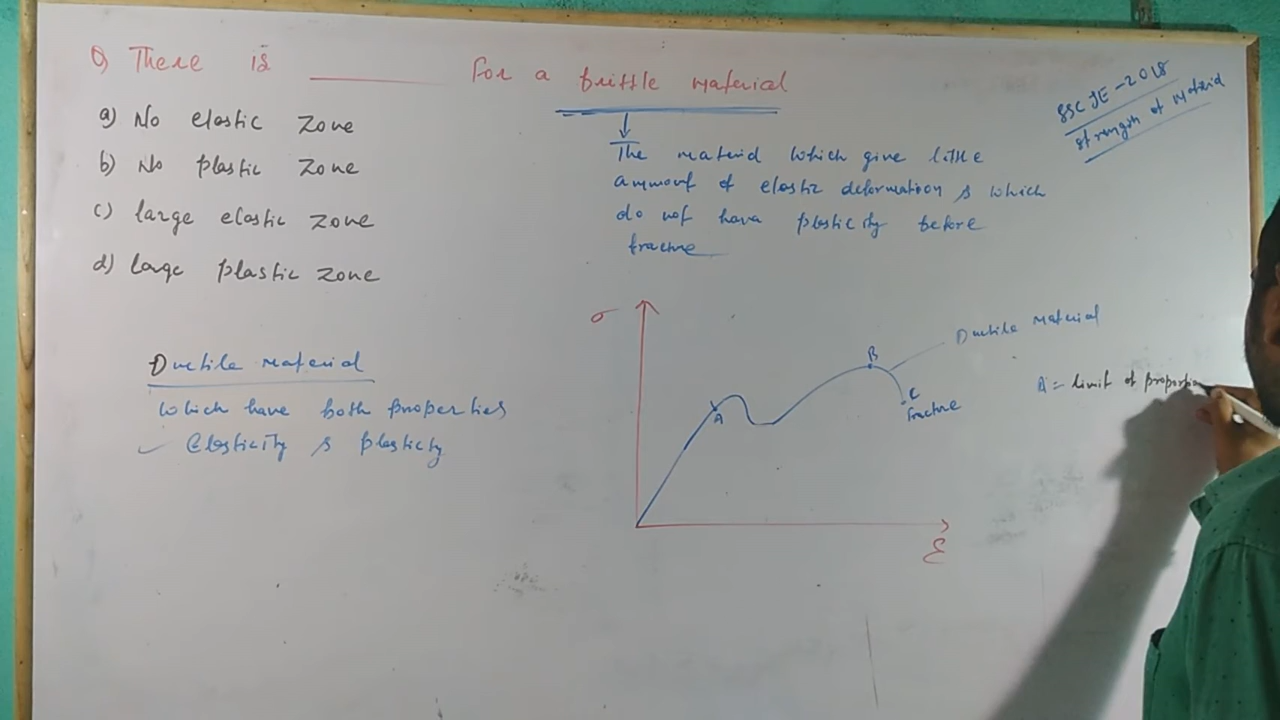 Q) There is ________ for a brittle material
a) No elastic zone
b) No plastic zone
c) large elastic zone
d) large plastic zone
SSC JE-2018
Strength of Material
The material which give little
ammount of elastic deformation & which
do not have plasticity before
fracture
Ductile Material
which have both properties
Elasticity & plasticity
σ
A
B
C
fracture
Ductile Material
ε
A = limit of proportion